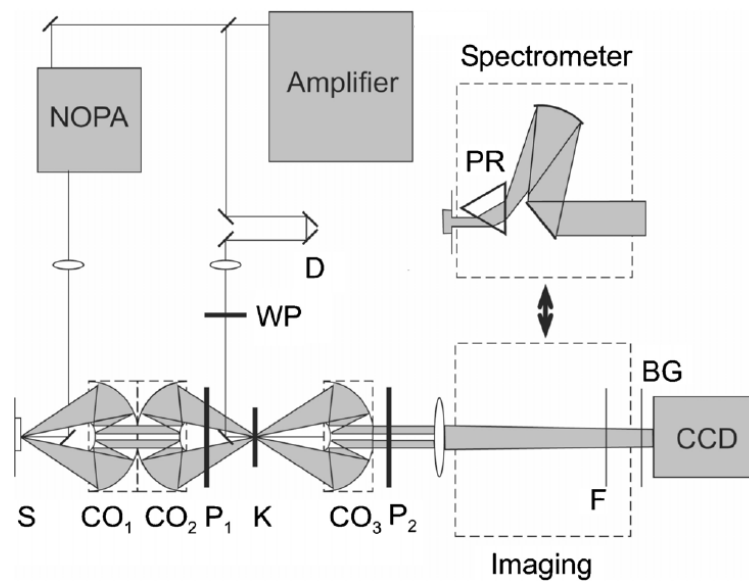 Amplifier
NOPA
Spectrometer
PR
D
WP
BG
CCD
F
S
CO₁
CO₂
P₁
K
CO₃
P₂
Imaging